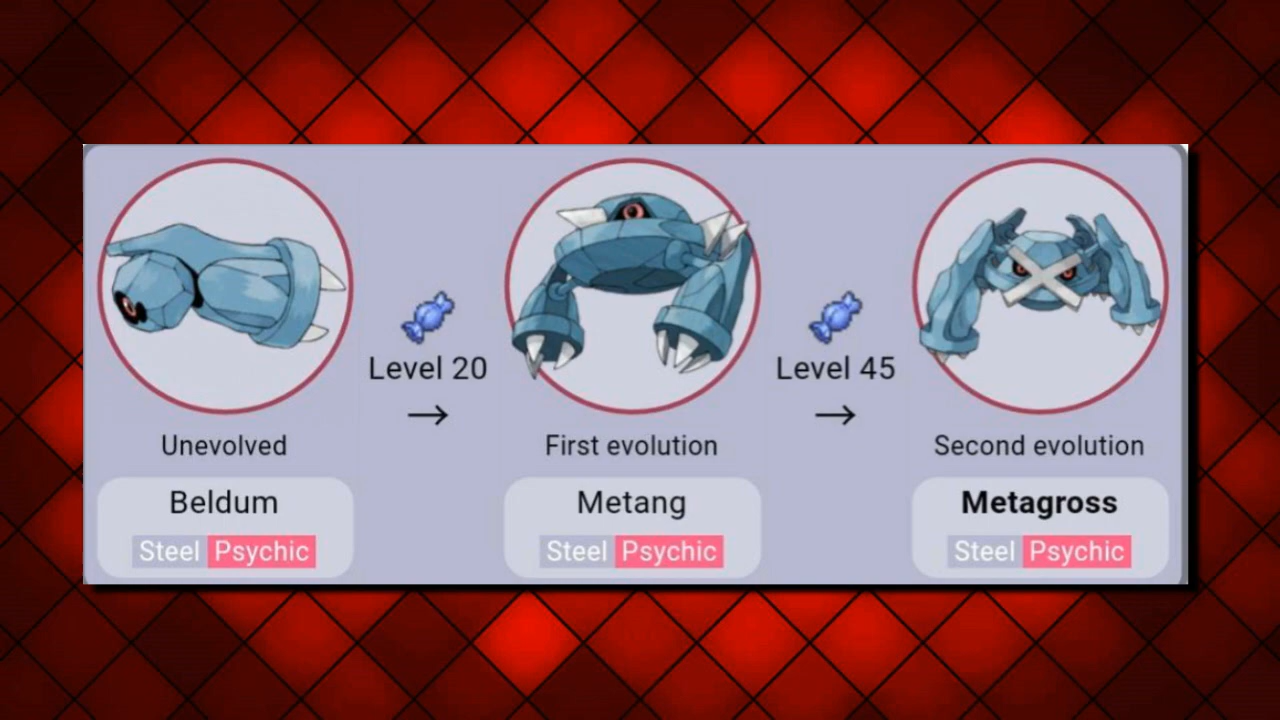 Level 20
Level 45
Unevolved
First evolution
Second evolution
Beldum
Metang
Metagross
Steel Psychic
Steel Psychic
Steel Psychic